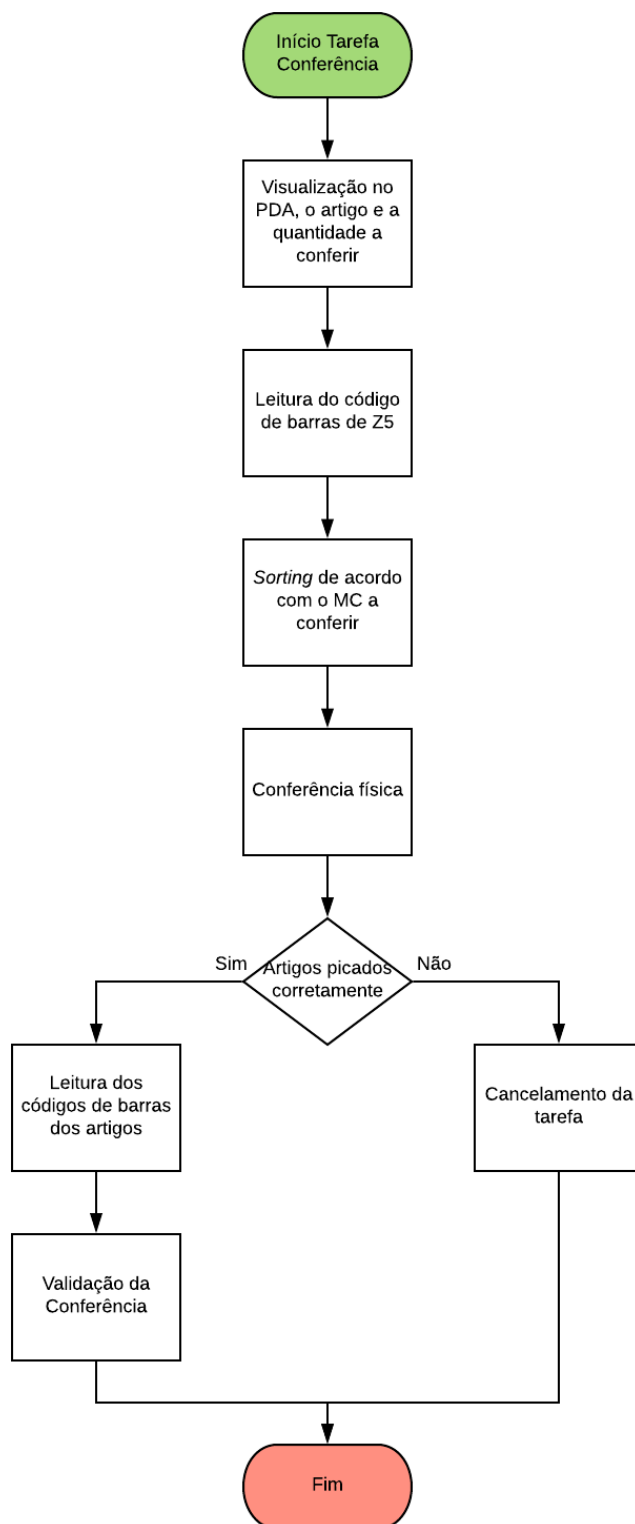 Início Tarefa
Conferência
Visualização no
PDA, o artigo e a
quantidade a
conferir
Leitura do código
de barras de Z5
Sorting de acordo
com o MC a
conferir
Conferência física
Sim
Artigos picados
corretamente
Não
Leitura dos
códigos de barras
dos artigos
Cancelamento da
tarefa
Validação da
Conferência
Fim